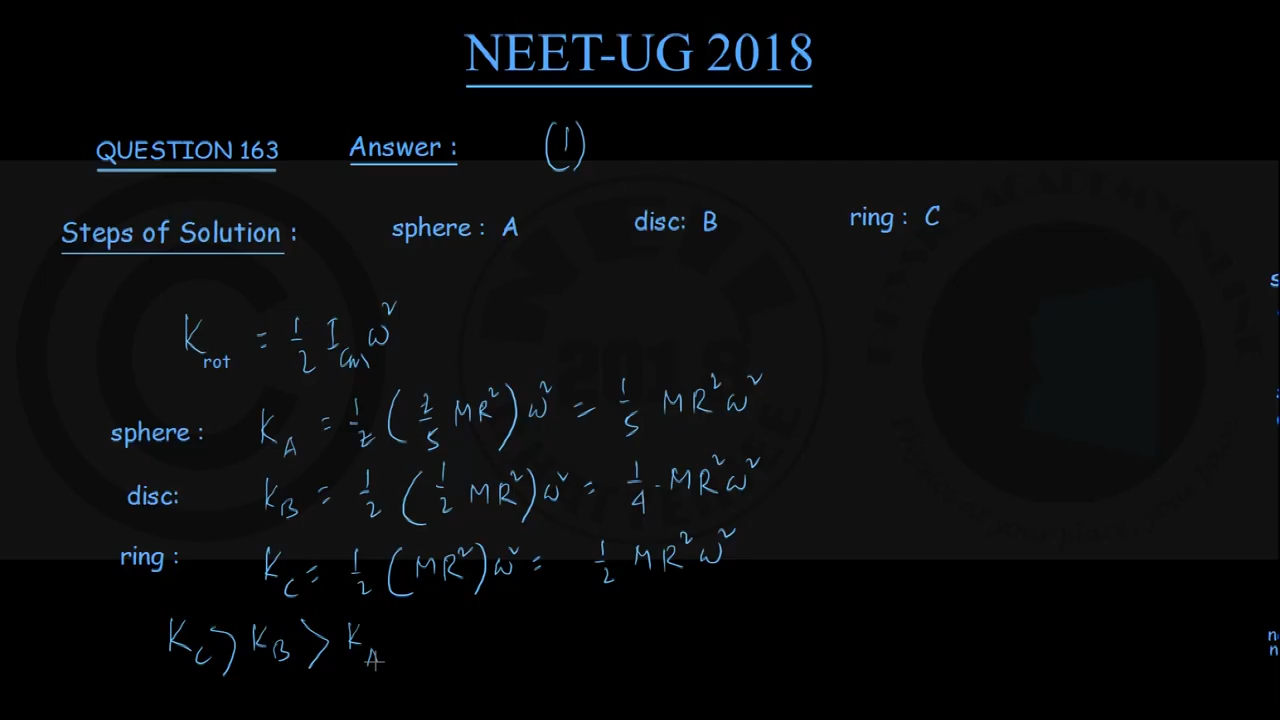 NEET-UG 2018
QUESTION 163 Answer : (1)
Steps of Solution : sphere : A disc: B ring : C
K_rot = 1/2 I_cm ω²
sphere : K_A = 1/2 (2/5 MR²) ω² = 1/5 MR²ω²
disc: K_B = 1/2 (1/2 MR²) ω² = 1/4 · MR²ω²
ring : K_C = 1/2 (MR²) ω² = 1/2 MR²ω²
K_C > K_B > K_A